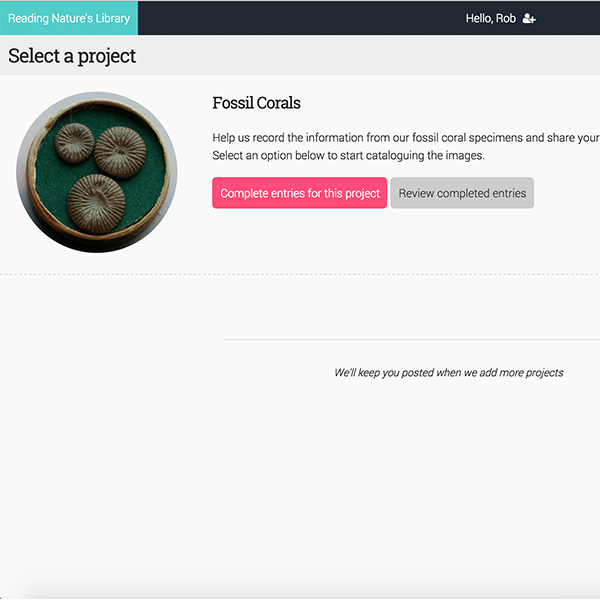 Reading Nature's Library
Hello, Rob
Select a project
Fossil Corals
Help us record the information from our fossil coral specimens and share your
Select an option below to start cataloguing the images.
Complete entries for this project
Review completed entries
We'll keep you posted when we add more projects